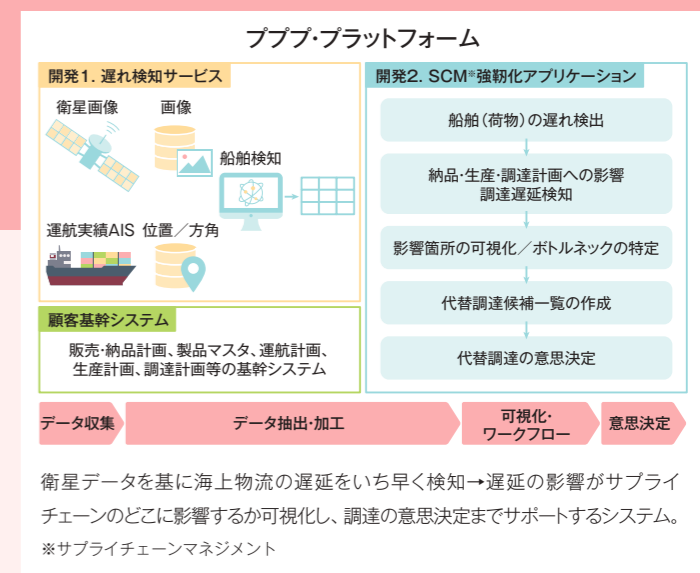 プププ・プラットフォーム
開発1. 遅れ検知サービス
衛星画像
画像
船舶検知
運航実績AIS
位置／方角
顧客基幹システム
販売・納品計画、製品マスタ、運航計画、
生産計画、調達計画等の基幹システム
開発2. SCM※強靭化アプリケーション
船舶（荷物）の遅れ検出
納品・生産・調達計画への影響
調達遅延検知
影響箇所の可視化／ボトルネックの特定
代替調達候補一覧の作成
代替調達の意思決定
データ収集
データ抽出・加工
可視化・
ワークフロー
意思決定
衛星データを基に海上物流の遅延をいち早く検知→遅延の影響がサプライ
チェーンのどこに影響するか可視化し、調達の意思決定までサポートするシステム。
※サプライチェーンマネジメント